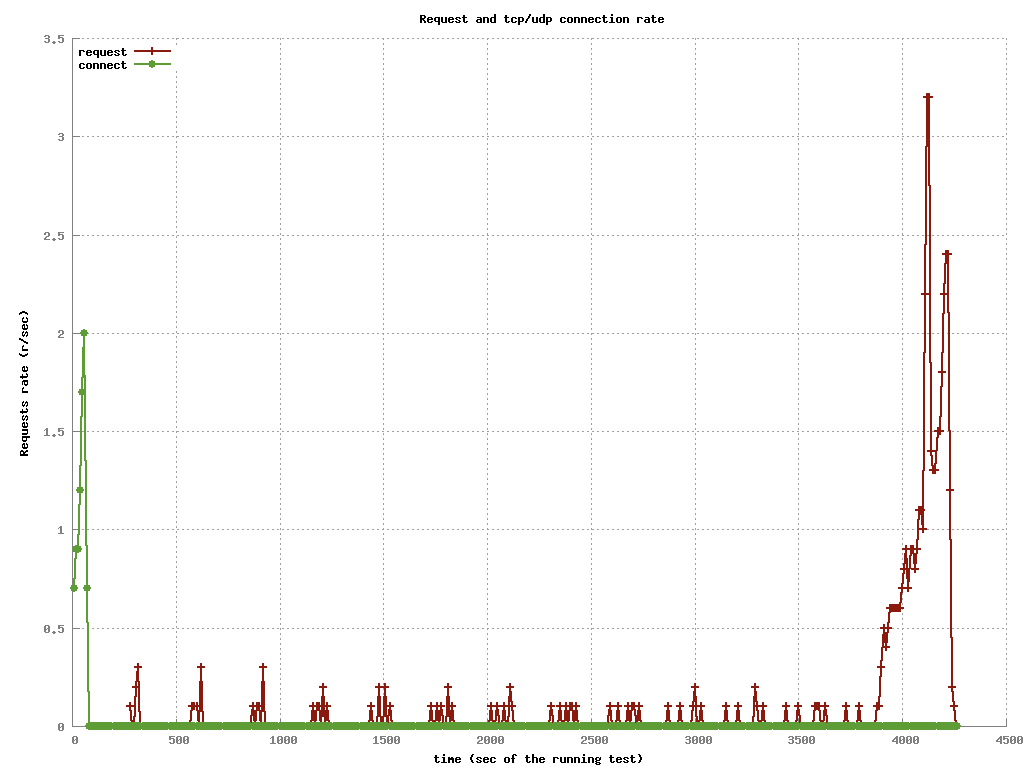 Request and tcp/udp connection rate
request
connect
3.5
3
2.5
2
1.5
1
0.5
0
Requests rate (r/sec)
0 500 1000 1500 2000 2500 3000 3500 4000 4500
time (sec of the running test)